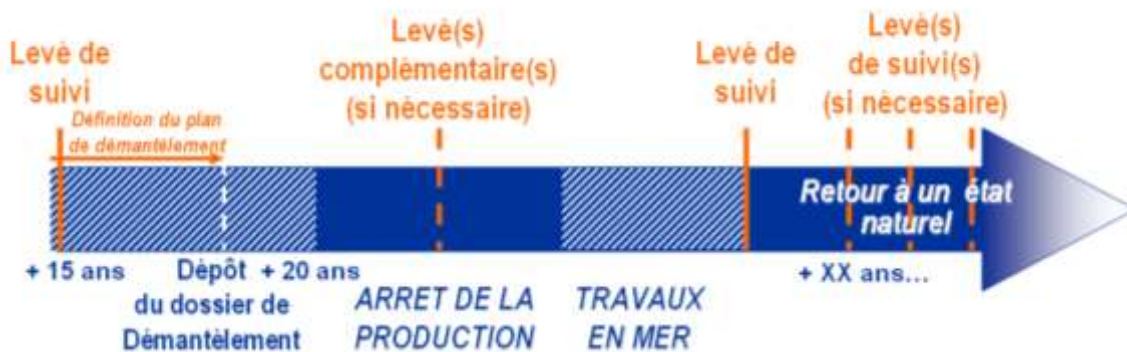 Levé de
suivi
Définition du plan
de démantèlement
Levé(s)
complémentaire(s)
(si nécessaire)
Levé de
suivi
Levé(s)
de suivi(s)
(si nécessaire)
Retour à un état
naturel
+ 15 ans
Dépôt
du dossier de
Démantèlement
+ 20 ans
ARRET DE LA
PRODUCTION
TRAVAUX
EN MER
+ XX ans...